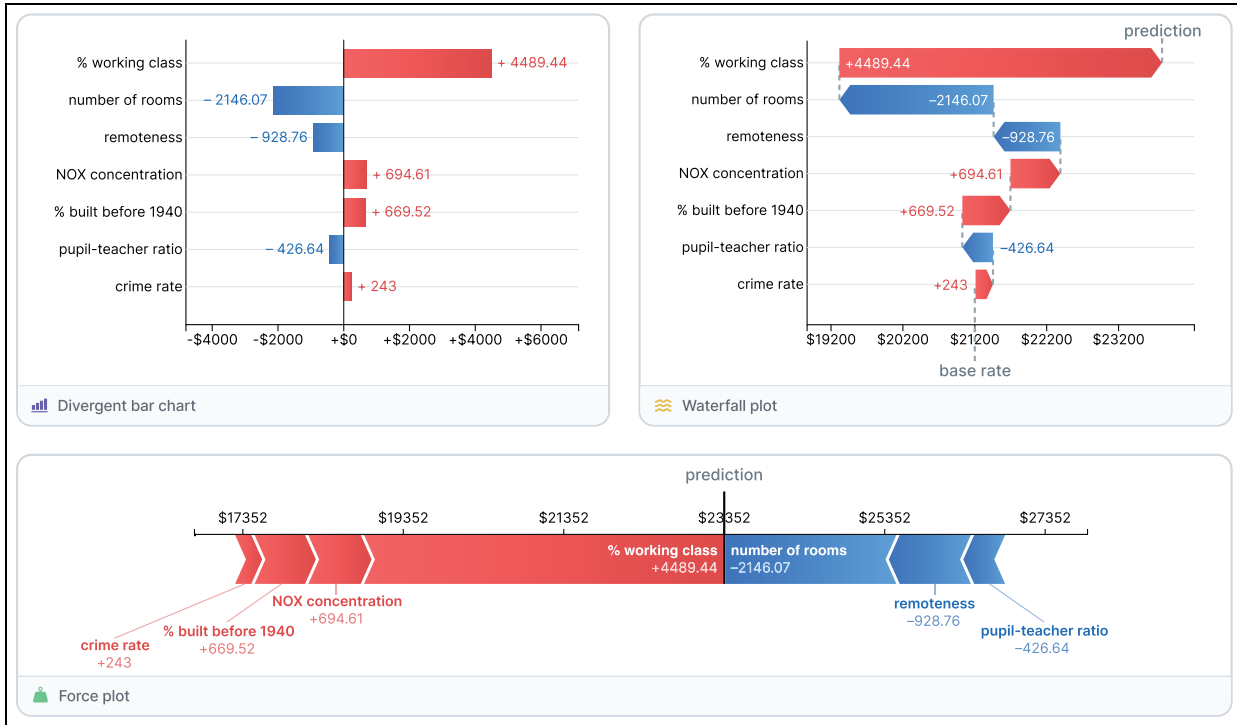 % working class
+ 4489.44
number of rooms
– 2146.07
remoteness
– 928.76
NOX concentration
+ 694.61
% built before 1940
+ 669.52
pupil-teacher ratio
– 426.64
crime rate
+ 243
-$4000 -$2000 +$0 +$2000 +$4000 +$6000
Divergent bar chart
prediction
% working class
+4489.44
number of rooms
–2146.07
remoteness
–928.76
NOX concentration
+694.61
% built before 1940
+669.52
pupil-teacher ratio
–426.64
crime rate
+243
$19200 $20200 $21200 $22200 $23200
base rate
Waterfall plot
prediction
$17352 $19352 $21352 $23352 $25352 $27352
% working class
+4489.44
number of rooms
–2146.07
NOX concentration
+694.61
% built before 1940
+669.52
crime rate
+243
remoteness
–928.76
pupil-teacher ratio
–426.64
Force plot